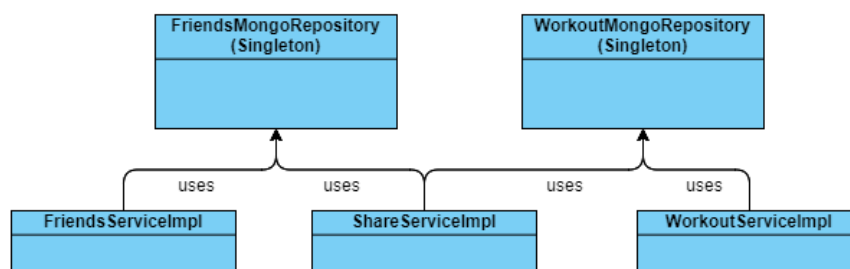 FriendsMongoRepository
(Singleton)
WorkoutMongoRepository
(Singleton)
uses
uses
uses
uses
FriendsServiceImpl
ShareServiceImpl
WorkoutServiceImpl